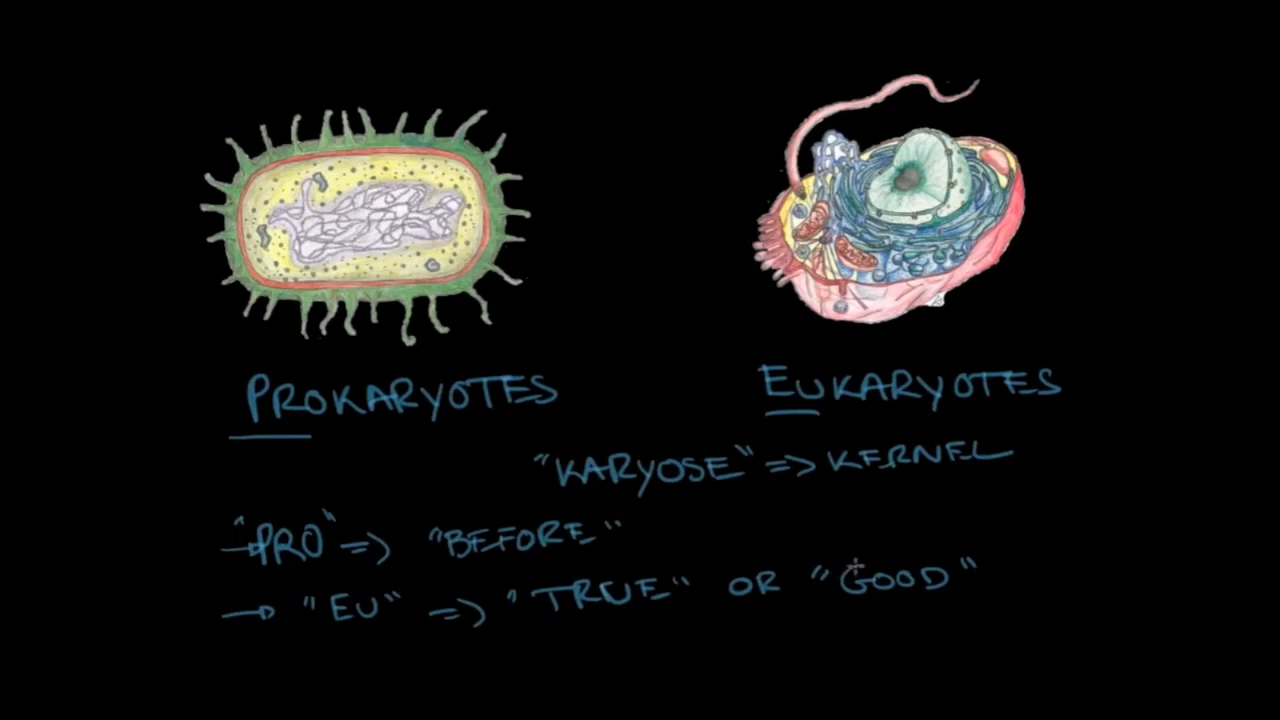 PROKARYOTES
EUKARYOTES
"KARYOSE" => KERNEL
→ "PRO" => "BEFORE"
→ "EU" => "TRUE" OR "GOOD"